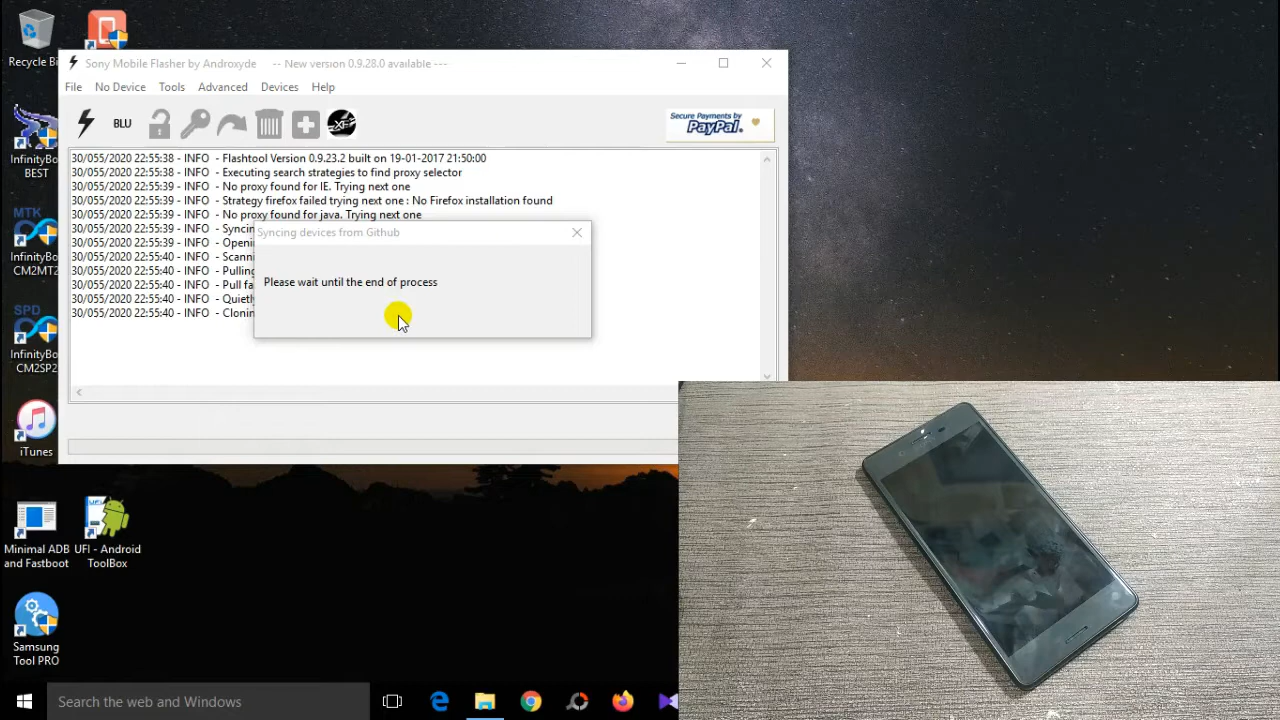 Recycle Bi
Sony Mobile Flasher by Androxyde -- New version 0.9.28.0 available ---
File No Device Tools Advanced Devices Help
BLU
Secure Payments by
PayPal.
30/055/2020 22:55:38 - INFO - Flashtool Version 0.9.23.2 built on 19-01-2017 21:50:00
30/055/2020 22:55:38 - INFO - Executing search strategies to find proxy selector
30/055/2020 22:55:39 - INFO - No proxy found for IE. Trying next one
30/055/2020 22:55:39 - INFO - Strategy firefox failed trying next one : No Firefox installation found
30/055/2020 22:55:39 - INFO - No proxy found for java. Trying next one
30/055/2020 22:55:39 - INFO - Syncin
30/055/2020 22:55:39 - INFO - Openi
30/055/2020 22:55:40 - INFO - Scanni
30/055/2020 22:55:40 - INFO - Pulling
30/055/2020 22:55:40 - INFO - Pull fa
30/055/2020 22:55:40 - INFO - Quietl
30/055/2020 22:55:40 - INFO - Clonin
Syncing devices from Github
Please wait until the end of process
InfinityBo
BEST
MTK
InfinityBo
CM2MT2
SPD
InfinityBo
CM2SP2
iTunes
Minimal ADB
and Fastboot
UFI - Android
ToolBox
Samsung
Tool PRO
Search the web and Windows